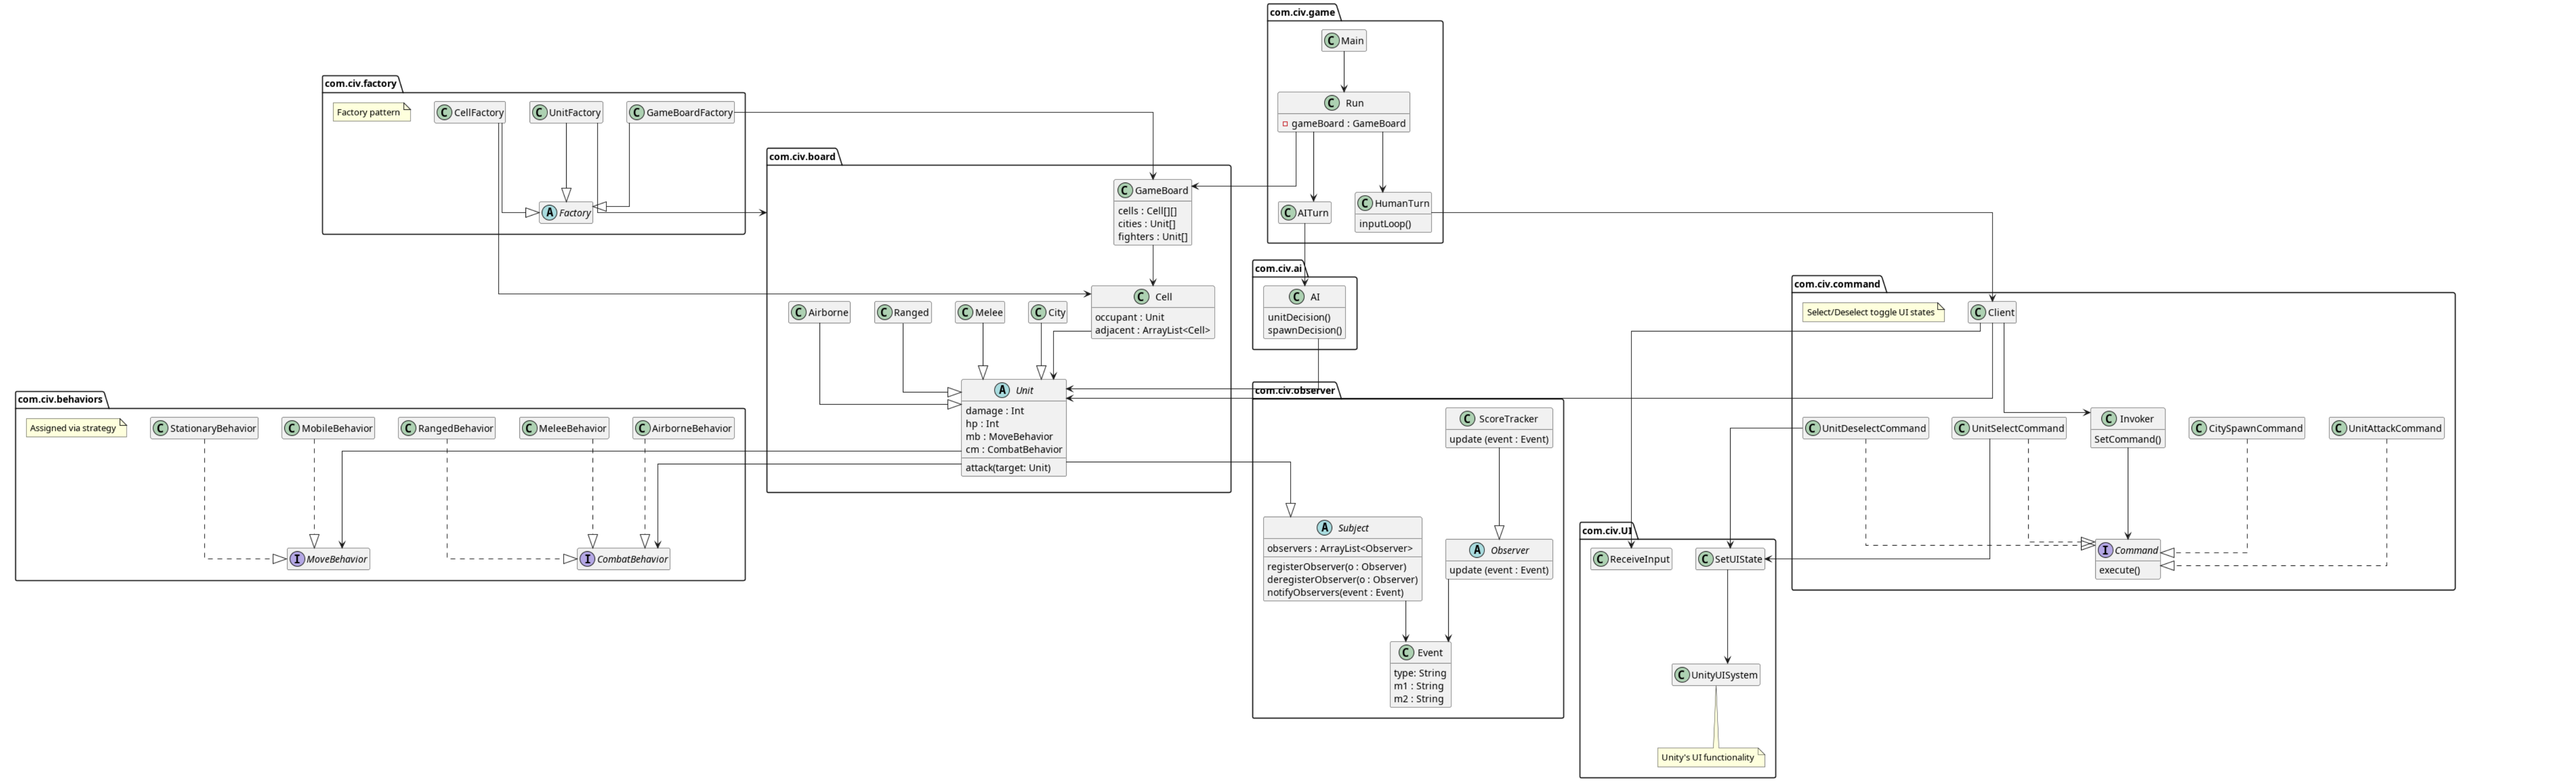 com.civ.game
C Main
C Run
gameBoard : GameBoard
C AITurn
C HumanTurn
inputLoop()
com.civ.factory
Factory pattern
C CellFactory
C UnitFactory
C GameBoardFactory
A Factory
com.civ.board
C GameBoard
cells : Cell[][]
cities : Unit[]
fighters : Unit[]
C Cell
occupant : Unit
adjacent : ArrayList<Cell>
C Airborne
C Ranged
C Melee
C City
A Unit
damage : Int
hp : Int
mb : MoveBehavior
cm : CombatBehavior
attack(target: Unit)
com.civ.ai
C AI
unitDecision()
spawnDecision()
com.civ.behaviors
Assigned via strategy
C StationaryBehavior
C MobileBehavior
C RangedBehavior
C MeleeBehavior
C AirborneBehavior
I MoveBehavior
I CombatBehavior
com.civ.observer
C ScoreTracker
update (event : Event)
A Subject
observers : ArrayList<Observer>
registerObserver(o : Observer)
deregisterObserver(o : Observer)
notifyObservers(event : Event)
A Observer
update (event : Event)
C Event
type: String
m1 : String
m2 : String
com.civ.command
Select/Deselect toggle UI states
C Client
C UnitDeselectCommand
C UnitSelectCommand
C Invoker
SetCommand()
C CitySpawnCommand
C UnitAttackCommand
I Command
execute()
com.civ.UI
C ReceiveInput
C SetUIState
C UnityUISystem
Unity's UI functionality